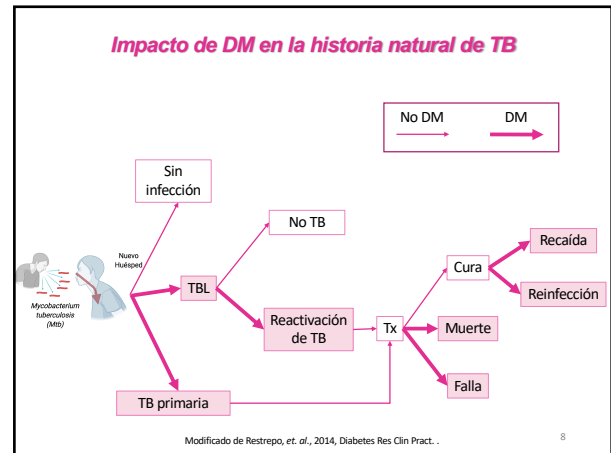 Impacto de DM en la historia natural de TB
No DM
DM
Sin
infección
Nuevo
Huésped
No TB
Recaída
Cura
Reinfección
TBL
Mycobacterium
tuberculosis
(Mtb)
Reactivación
de TB
Tx
Muerte
Falla
TB primaria
Modificado de Restrepo, et. al., 2014, Diabetes Res Clin Pract. .
8